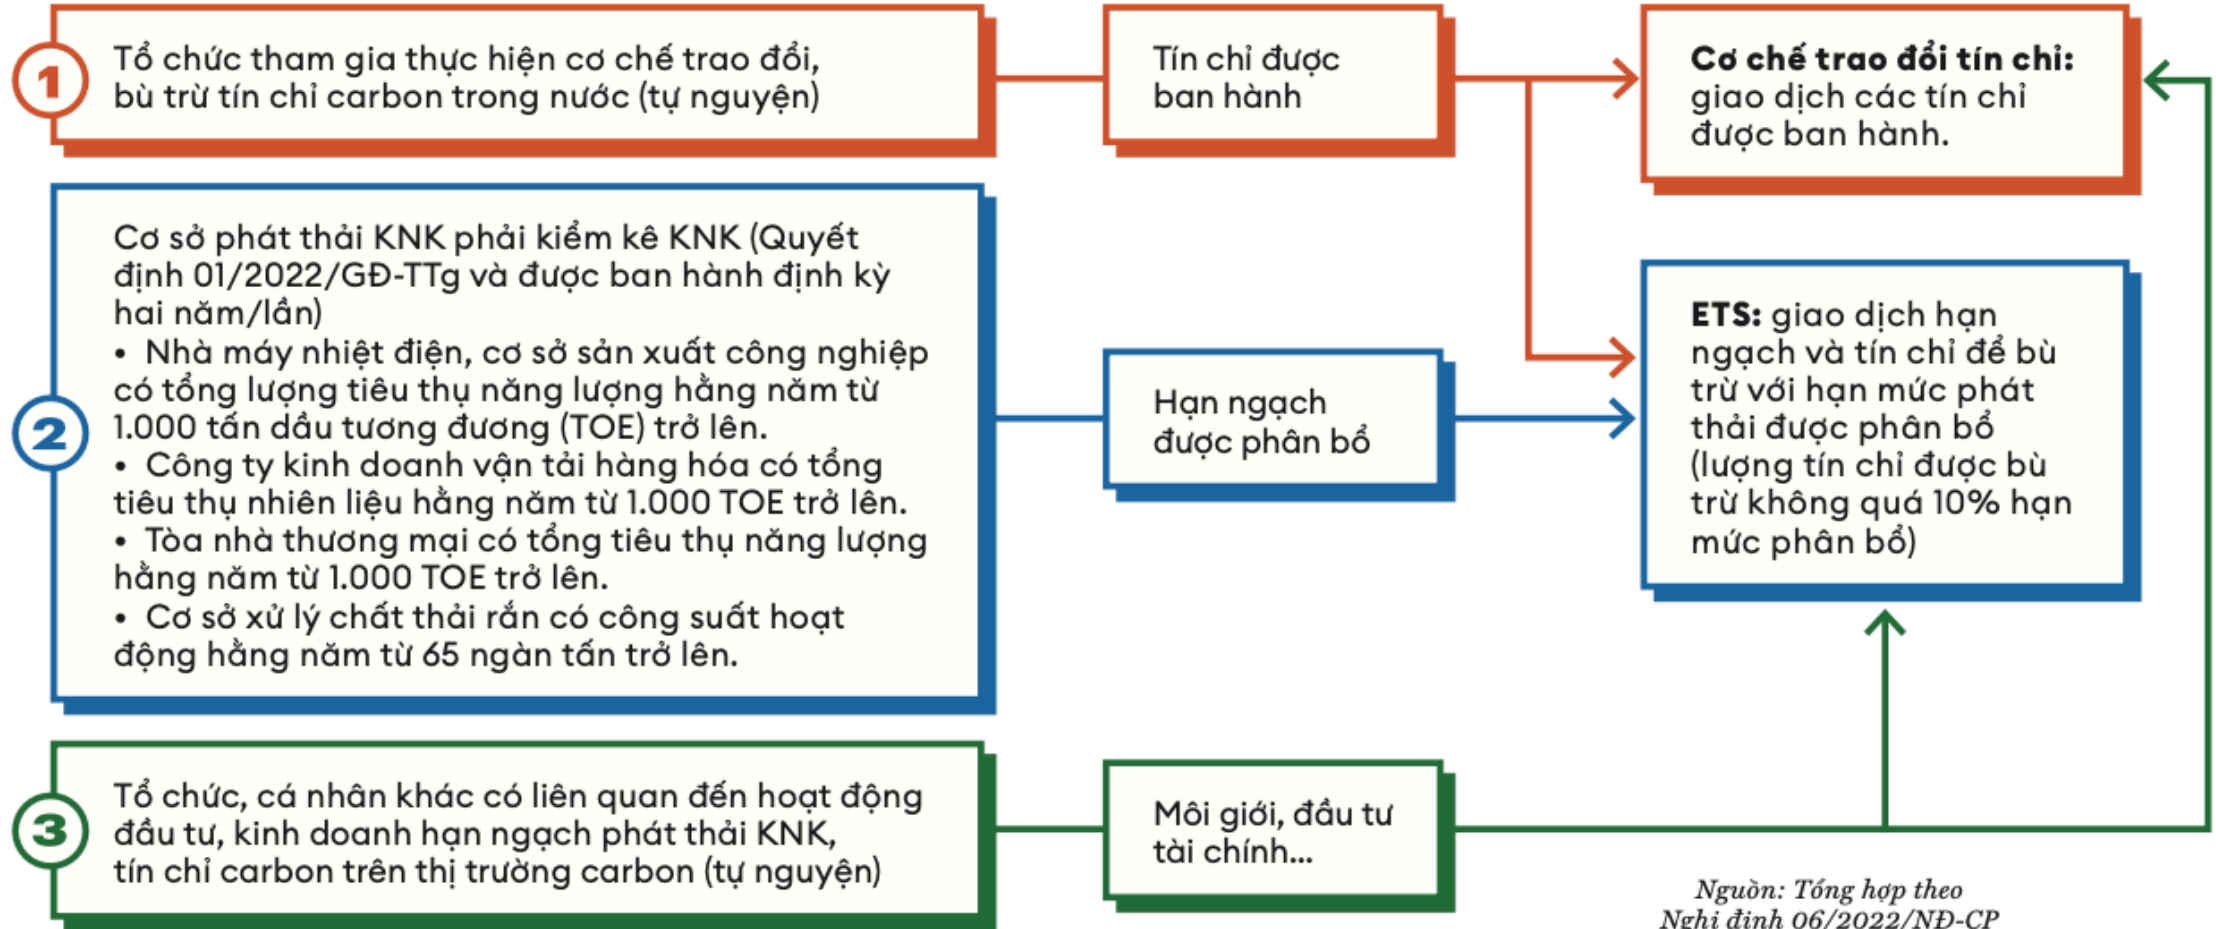 1
Tổ chức tham gia thực hiện cơ chế trao đổi,
bù trừ tín chỉ carbon trong nước (tự nguyện)
Tín chỉ được
ban hành
Cơ chế trao đổi tín chỉ:
giao dịch các tín chỉ
được ban hành.
2
Cơ sở phát thải KNK phải kiểm kê KNK (Quyết
định 01/2022/GĐ-TTg và được ban hành định kỳ
hai năm/lần)
• Nhà máy nhiệt điện, cơ sở sản xuất công nghiệp
có tổng lượng tiêu thụ năng lượng hằng năm từ
1.000 tấn dầu tương đương (TOE) trở lên.
• Công ty kinh doanh vận tải hàng hóa có tổng
tiêu thụ nhiên liệu hằng năm từ 1.000 TOE trở lên.
• Tòa nhà thương mại có tổng tiêu thụ năng lượng
hằng năm từ 1.000 TOE trở lên.
• Cơ sở xử lý chất thải rắn có công suất hoạt
động hằng năm từ 65 ngàn tấn trở lên.
Hạn ngạch
được phân bổ
ETS: giao dịch hạn
ngạch và tín chỉ để bù
trừ với hạn mức phát
thải được phân bổ
(lượng tín chỉ được bù
trừ không quá 10% hạn
mức phân bổ)
3
Tổ chức, cá nhân khác có liên quan đến hoạt động
đầu tư, kinh doanh hạn ngạch phát thải KNK,
tín chỉ carbon trên thị trường carbon (tự nguyện)
Môi giới, đầu tư
tài chính...
Nguồn: Tổng hợp theo
Nghị định 06/2022/NĐ-CP